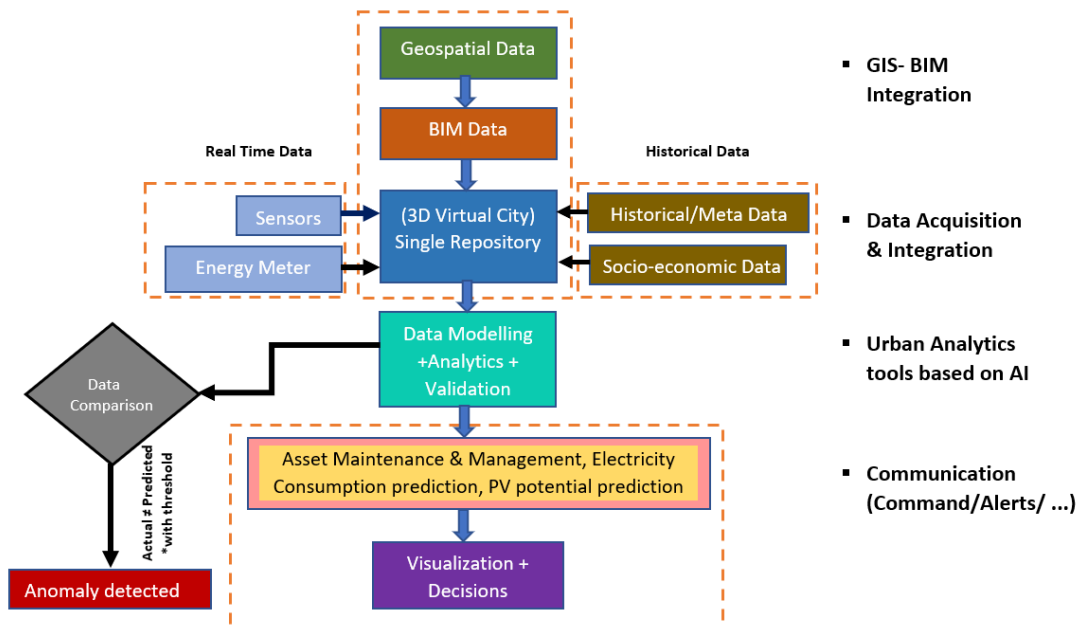 Geospatial Data
BIM Data
Real Time Data
Historical Data
Sensors
Energy Meter
(3D Virtual City)
Single Repository
Historical/Meta Data
Socio-economic Data
Data Modelling
+Analytics +
Validation
Data
Comparison
Actual ≠ Predicted
*with threshold
Anomaly detected
Asset Maintenance & Management, Electricity
Consumption prediction, PV potential prediction
Visualization +
Decisions
▪ GIS- BIM
Integration
▪ Data Acquisition
& Integration
▪ Urban Analytics
tools based on AI
▪ Communication
(Command/Alerts/ ...)